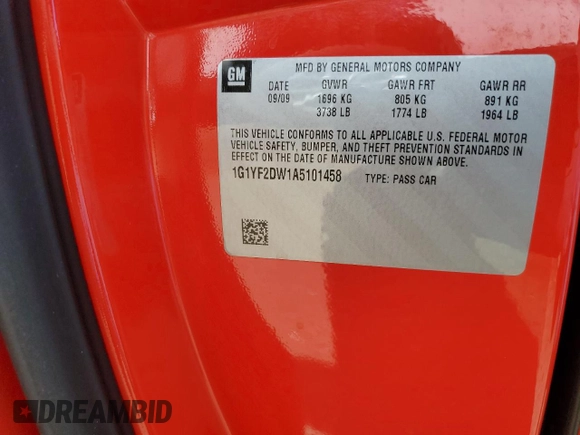 GM
MFD BY GENERAL MOTORS COMPANY
DATE GVWR GAWR FRT GAWR RR
09/09 1696 KG 805 KG 891 KG
3738 LB 1774 LB 1964 LB
THIS VEHICLE CONFORMS TO ALL APPLICABLE U.S. FEDERAL MOTOR
VEHICLE SAFETY, BUMPER, AND THEFT PREVENTION STANDARDS IN
EFFECT ON THE DATE OF MANUFACTURE SHOWN ABOVE.
1G1YF2DW1A5101458 TYPE: PASS CAR
DREAMBID